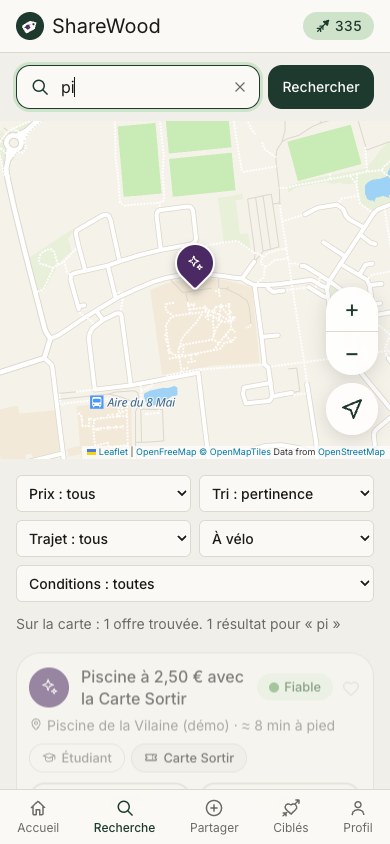 ShareWood
335
pi
Rechercher
+
−
Aire du 8 Mai
Leaflet | OpenFreeMap © OpenMapTiles Data from OpenStreetMap
Prix : tous
Tri : pertinence
Trajet : tous
À vélo
Conditions : toutes
Sur la carte : 1 offre trouvée. 1 résultat pour « pi »
Piscine à 2,50 € avec
la Carte Sortir
Fiable
Piscine de la Vilaine (démo) · ≈ 8 min à pied
Étudiant
Carte Sortir
Accueil
Recherche
Partager
Ciblés
Profil